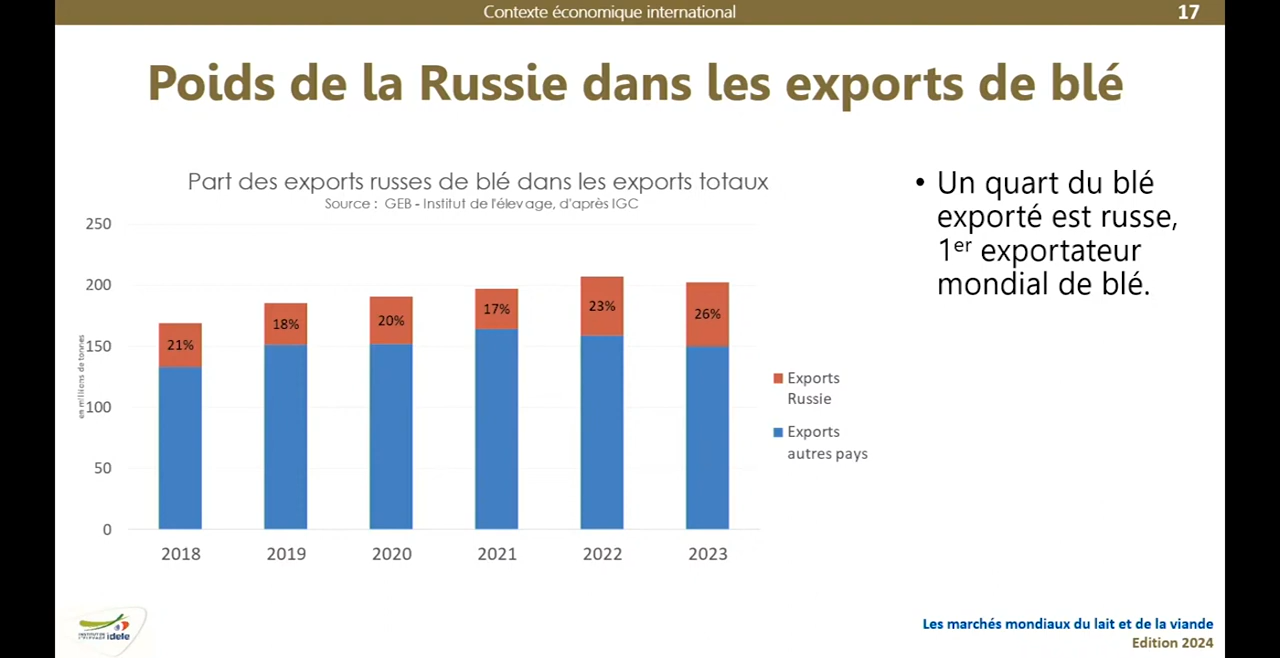 Contexte économique international
17
Poids de la Russie dans les exports de blé
Part des exports russes de blé dans les exports totaux
Source : GEB - Institut de l'élevage, d'après IGC
• Un quart du blé
exporté est russe,
1er exportateur
mondial de blé.
en millions de tonnes
250
200
150
100
50
0
21%
18%
20%
17%
23%
26%
2018
2019
2020
2021
2022
2023
Exports
Russie
Exports
autres pays
idele
Les marchés mondiaux du lait et de la viande
Edition 2024